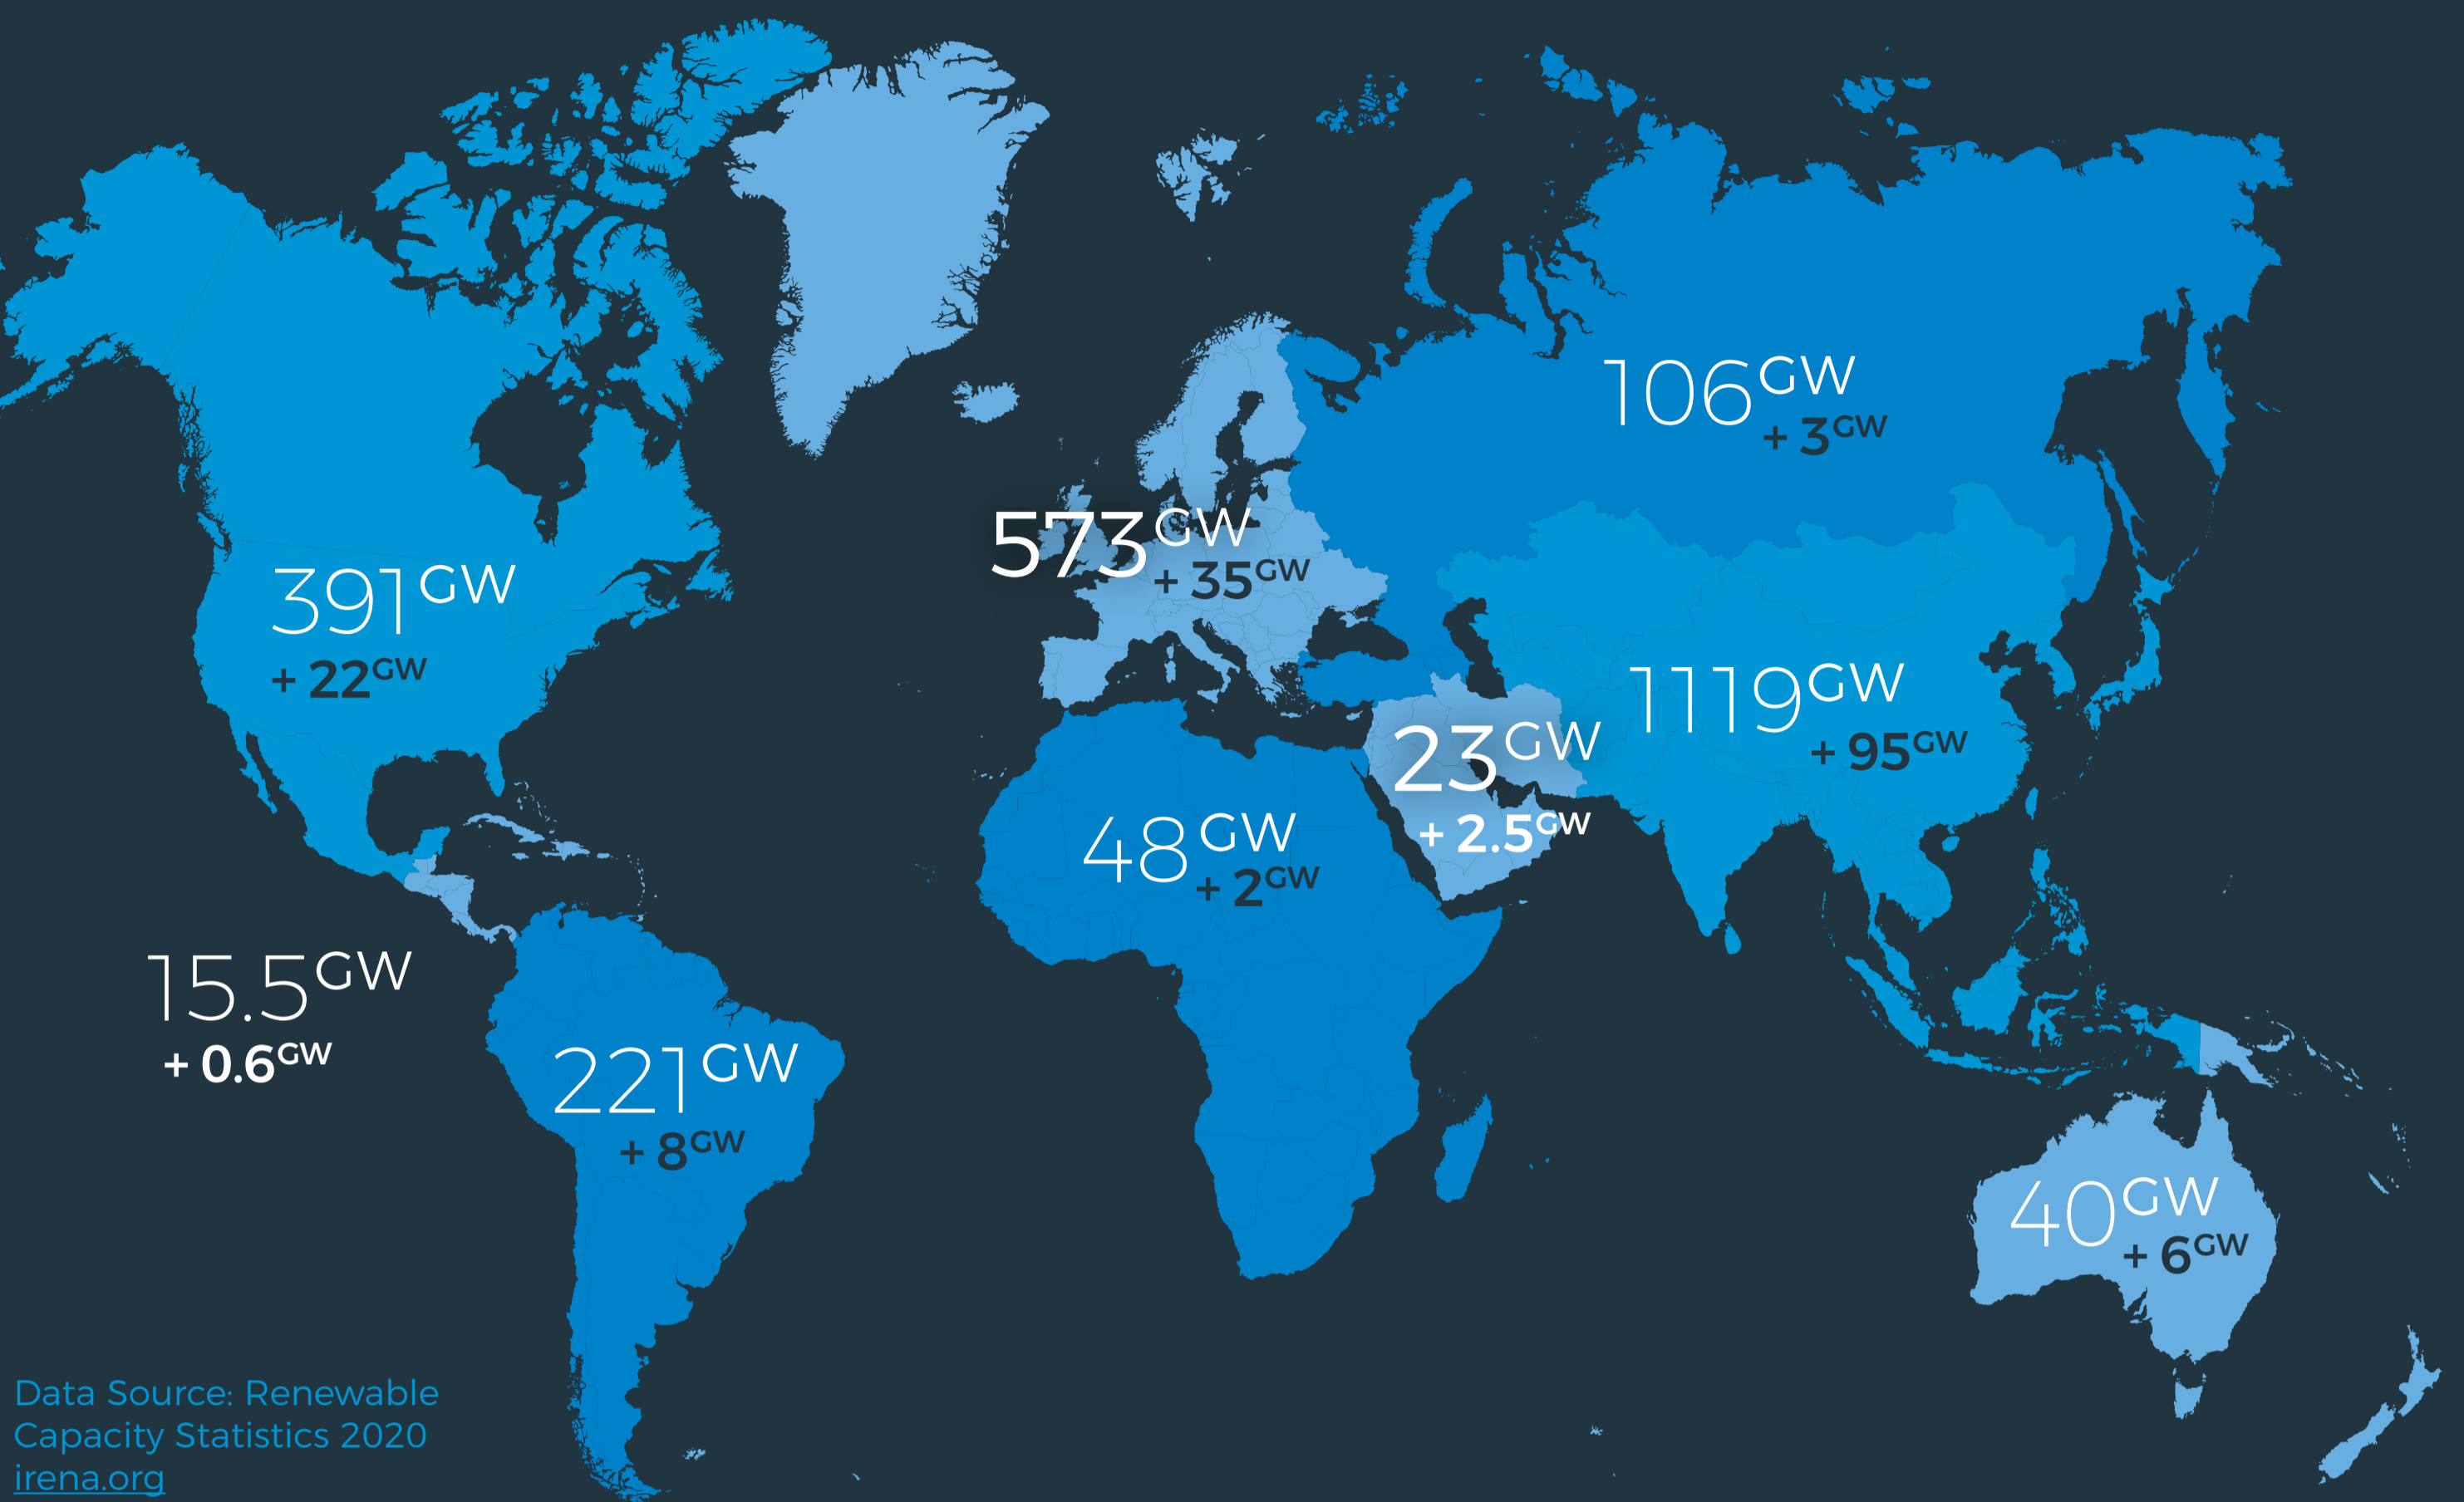 106GW
+ 3GW
573GW
+ 35GW
391GW
+ 22GW
1119GW
+ 95GW
23GW
+ 2.5GW
48GW
+ 2GW
15.5GW
+ 0.6GW
221GW
+ 8GW
40GW
+ 6GW
Data Source: Renewable
Capacity Statistics 2020
irena.org